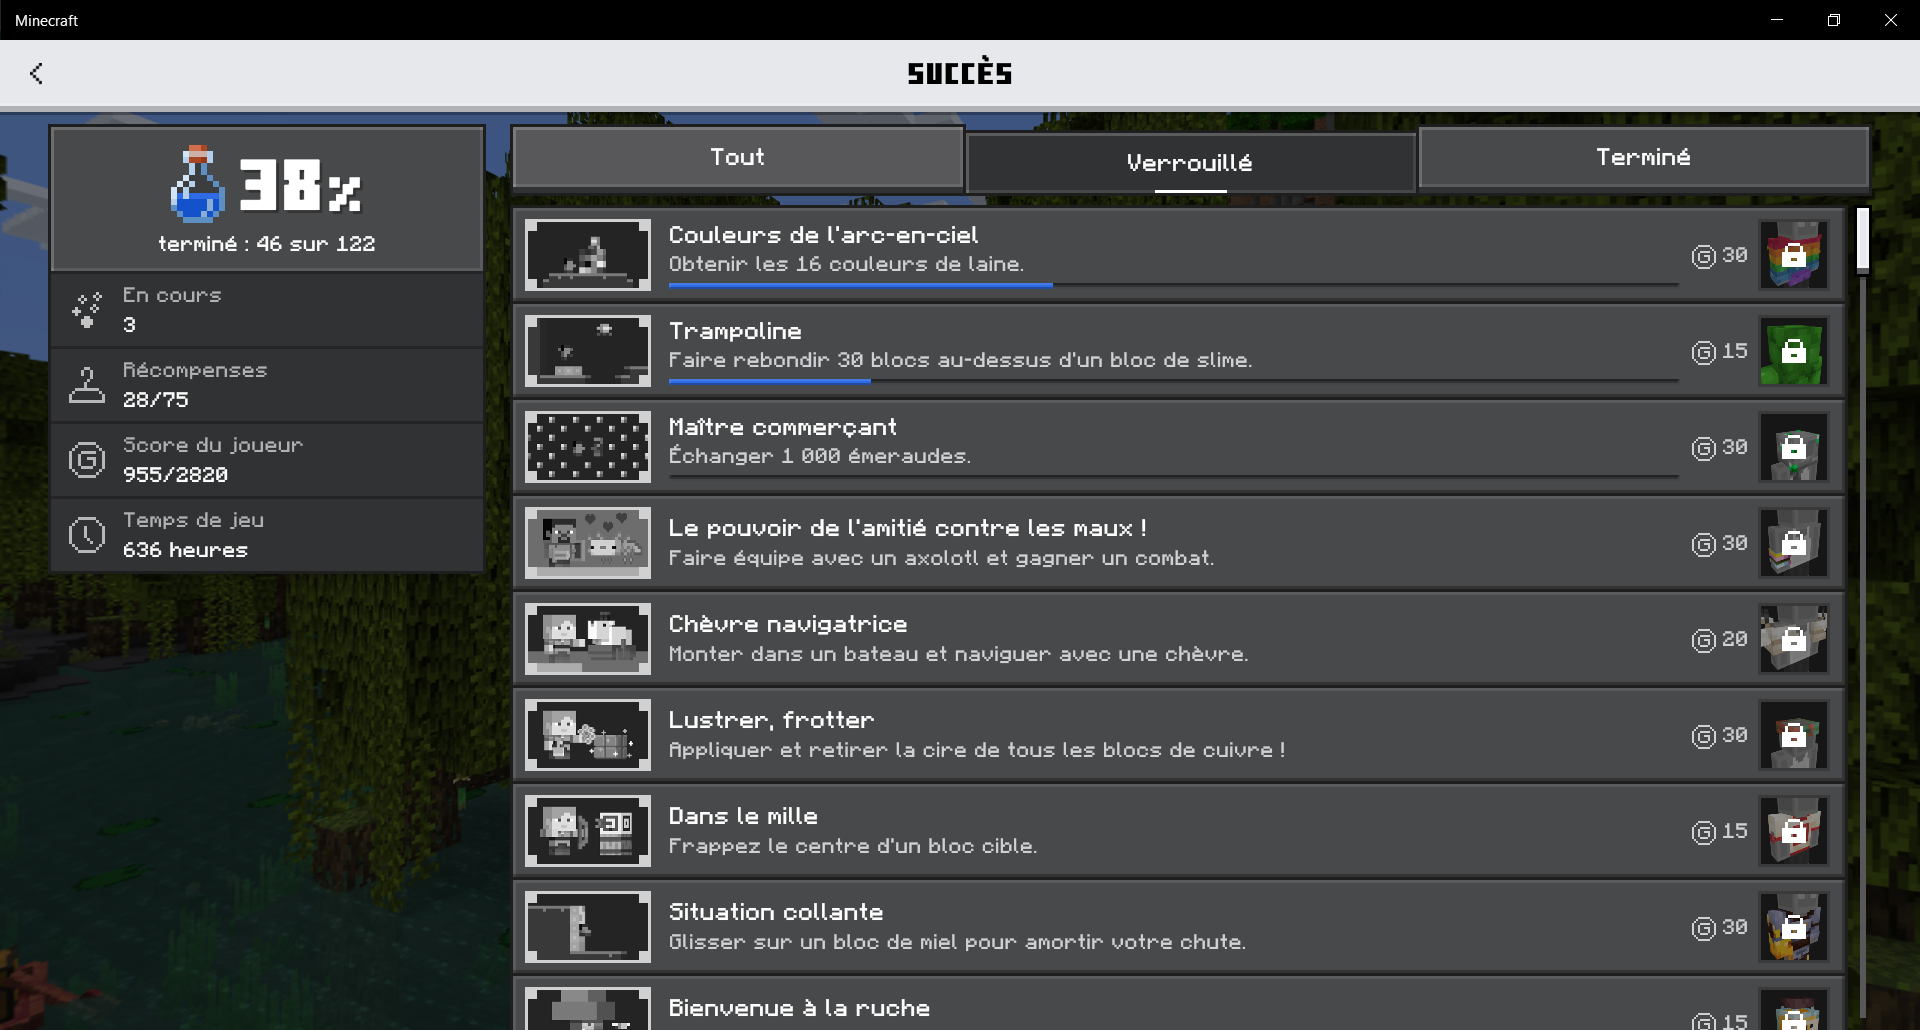 Minecraft
SUCCÈS
38%
terminé : 46 sur 122
En cours
3
Récompenses
28/75
Score du joueur
955/2820
Temps de jeu
636 heures
Tout
Verrouillé
Terminé
Couleurs de l'arc-en-ciel
Obtenir les 16 couleurs de laine.
G 30
Trampoline
Faire rebondir 30 blocs au-dessus d'un bloc de slime.
G 15
Maître commerçant
Échanger 1 000 émeraudes.
G 30
Le pouvoir de l'amitié contre les maux !
Faire équipe avec un axolotl et gagner un combat.
G 30
Chèvre navigatrice
Monter dans un bateau et naviguer avec une chèvre.
G 20
Lustrer, frotter
Appliquer et retirer la cire de tous les blocs de cuivre !
G 30
Dans le mille
Frappez le centre d'un bloc cible.
G 15
Situation collante
Glisser sur un bloc de miel pour amortir votre chute.
G 30
Bienvenue à la ruche
G 15